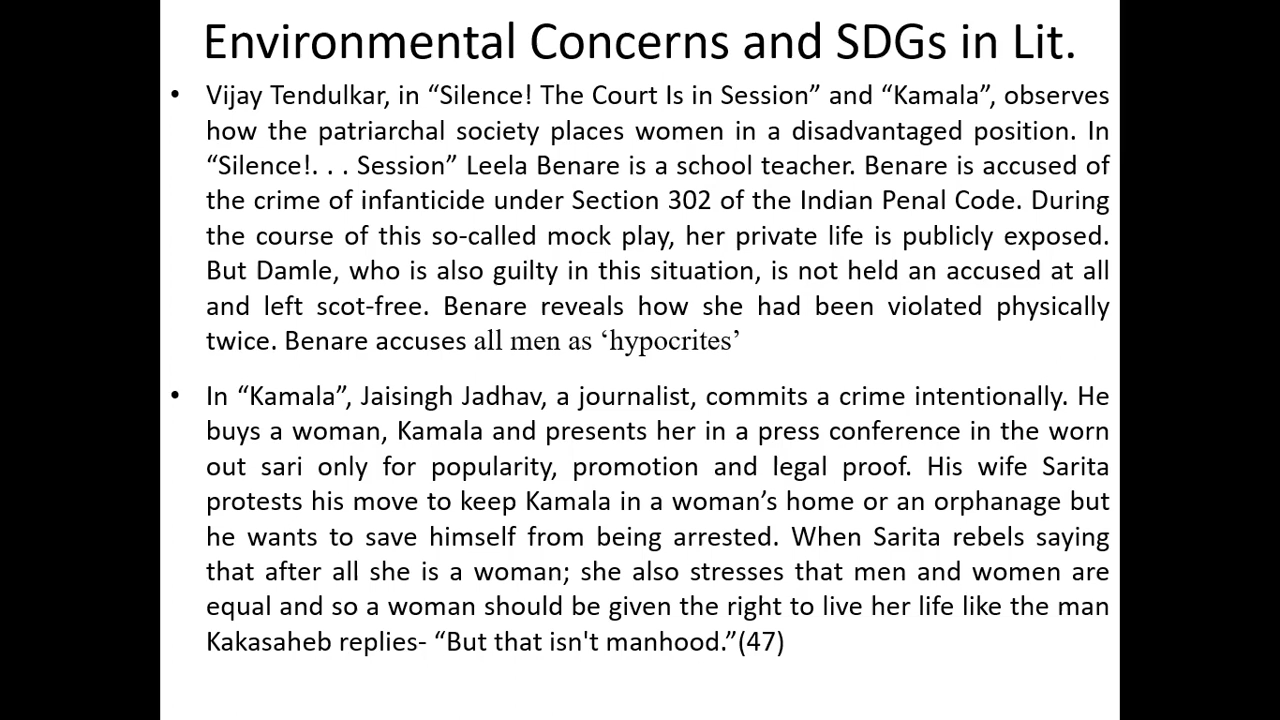 Environmental Concerns and SDGs in Lit.
• Vijay Tendulkar, in “Silence! The Court Is in Session” and “Kamala”, observes
how the patriarchal society places women in a disadvantaged position. In
“Silence!. . . Session” Leela Benare is a school teacher. Benare is accused of
the crime of infanticide under Section 302 of the Indian Penal Code. During
the course of this so-called mock play, her private life is publicly exposed.
But Damle, who is also guilty in this situation, is not held an accused at all
and left scot-free. Benare reveals how she had been violated physically
twice. Benare accuses all men as ‘hypocrites’
• In “Kamala”, Jaisingh Jadhav, a journalist, commits a crime intentionally. He
buys a woman, Kamala and presents her in a press conference in the worn
out sari only for popularity, promotion and legal proof. His wife Sarita
protests his move to keep Kamala in a woman’s home or an orphanage but
he wants to save himself from being arrested. When Sarita rebels saying
that after all she is a woman; she also stresses that men and women are
equal and so a woman should be given the right to live her life like the man
Kakasaheb replies- “But that isn't manhood.”(47)